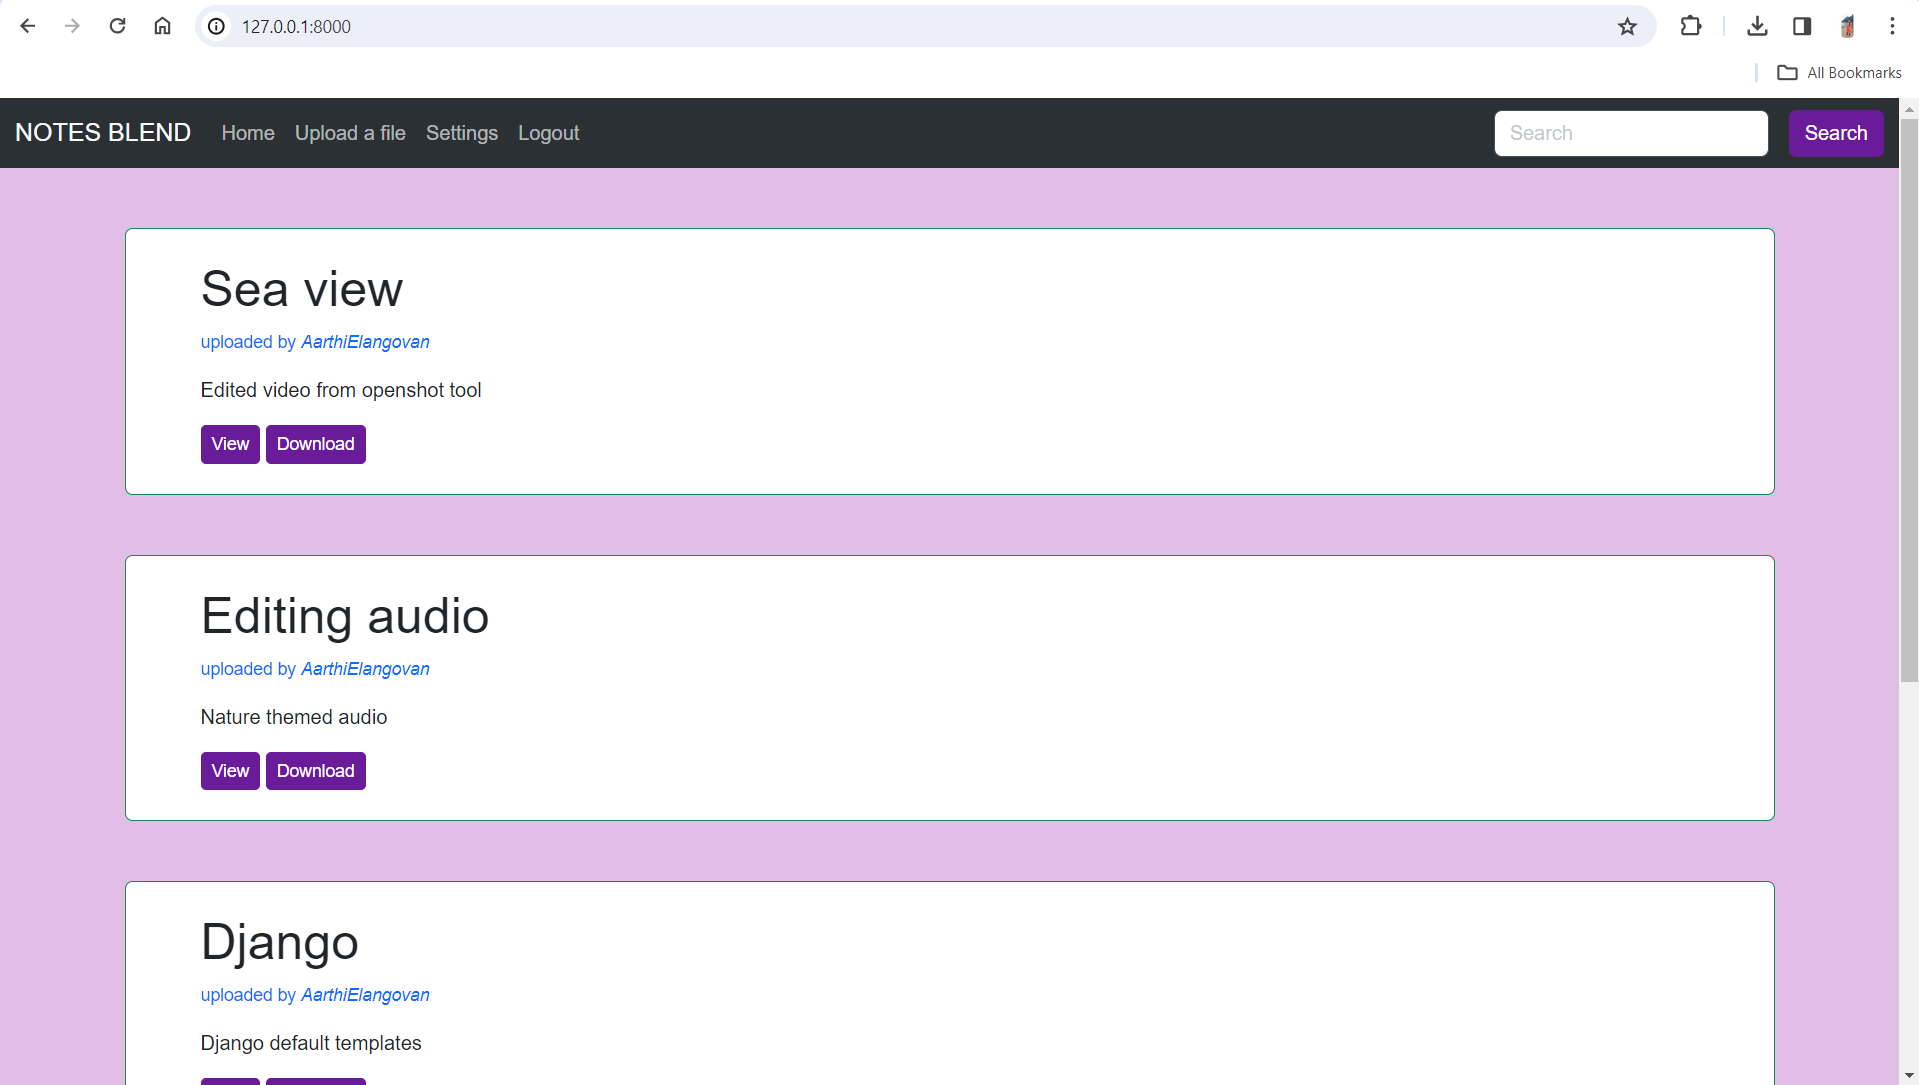 127.0.0.1:8000
All Bookmarks
NOTES BLEND Home Upload a file Settings Logout Search Search
Sea view
uploaded by AarthiElangovan
Edited video from openshot tool
View Download
Editing audio
uploaded by AarthiElangovan
Nature themed audio
View Download
Django
uploaded by AarthiElangovan
Django default templates